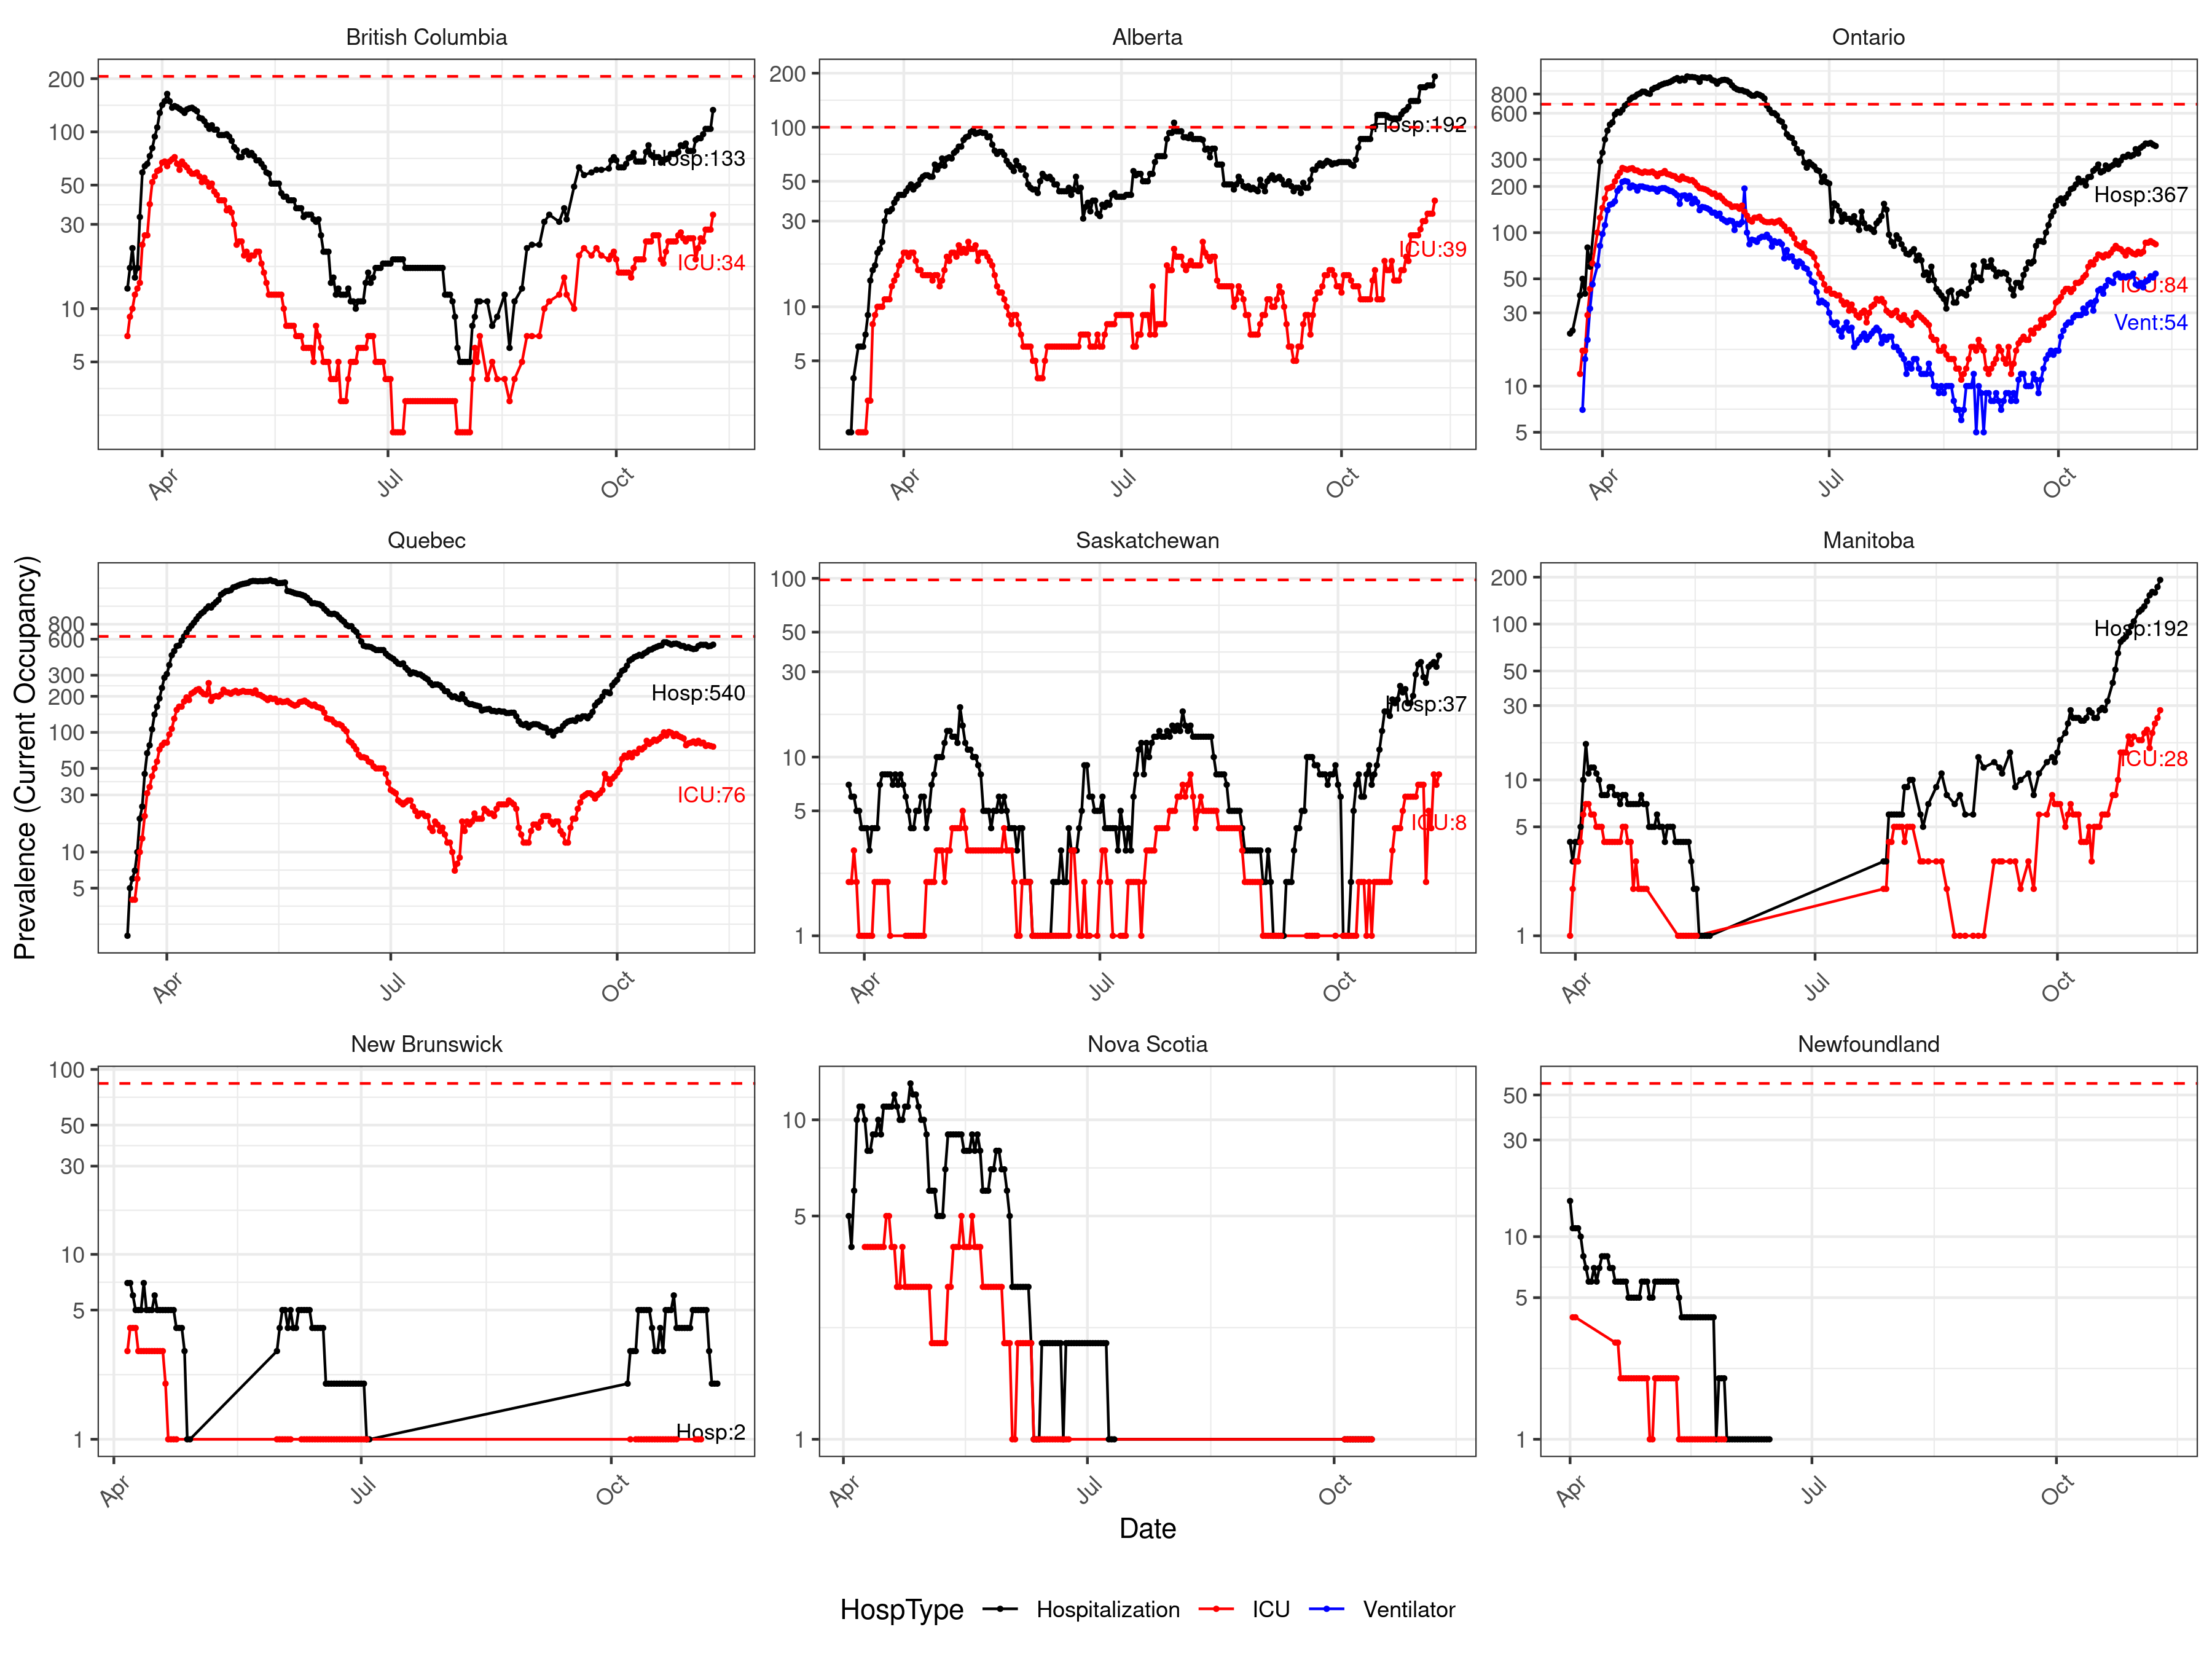 British Columbia
Alberta
Ontario
200
100
50
30
10
5
Hosp:133
ICU:34
Apr
Jul
Oct
200
100
50
30
10
5
Hosp:192
ICU:39
Apr
Jul
Oct
800
600
300
200
100
50
30
10
5
Hosp:367
ICU:84
Vent:54
Apr
Jul
Oct
Prevalence (Current Occupancy)
Quebec
Saskatchewan
Manitoba
800
600
300
200
100
50
30
10
5
Hosp:540
ICU:76
Apr
Jul
Oct
100
50
30
10
5
1
Hosp:37
ICU:8
Apr
Jul
Oct
200
100
50
30
10
5
1
Hosp:192
ICU:28
Apr
Jul
Oct
New Brunswick
Nova Scotia
Newfoundland
100
50
30
10
5
1
Hosp:2
Apr
Jul
Oct
10
5
1
Apr
Jul
Oct
50
30
10
5
1
Apr
Jul
Oct
Date
HospType Hospitalization ICU Ventilator